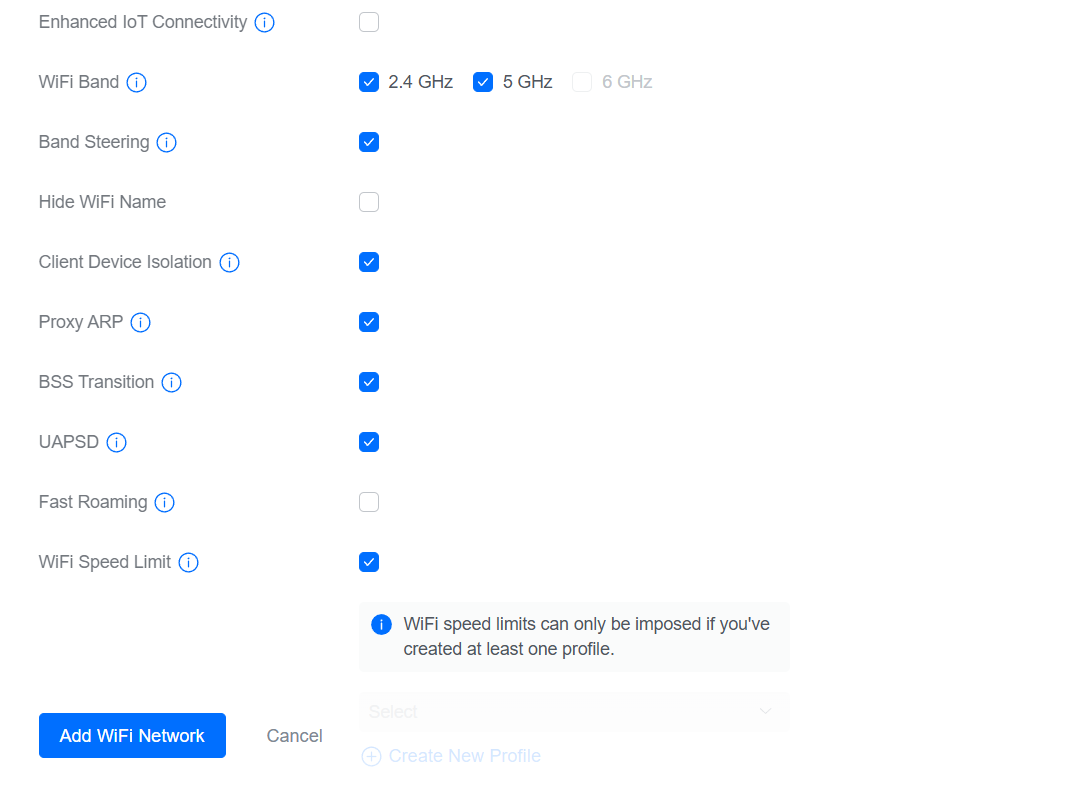 Enhanced IoT Connectivity
WiFi Band 2.4 GHz 5 GHz 6 GHz
Band Steering
Hide WiFi Name
Client Device Isolation
Proxy ARP
BSS Transition
UAPSD
Fast Roaming
WiFi Speed Limit
WiFi speed limits can only be imposed if you've
created at least one profile.
Select
Add WiFi Network Cancel
Create New Profile